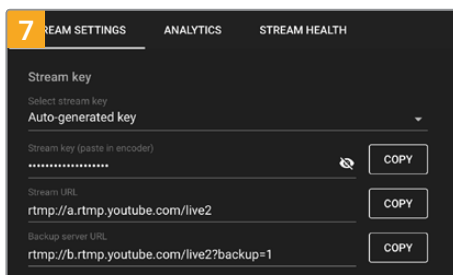 7
REAM SETTINGS ANALYTICS STREAM HEALTH
Stream key
Select stream key
Auto-generated key
Stream key (paste in encoder)
••••••••••••••••••• COPY
Stream URL
rtmp://a.rtmp.youtube.com/live2 COPY
Backup server URL
rtmp://b.rtmp.youtube.com/live2?backup=1 COPY